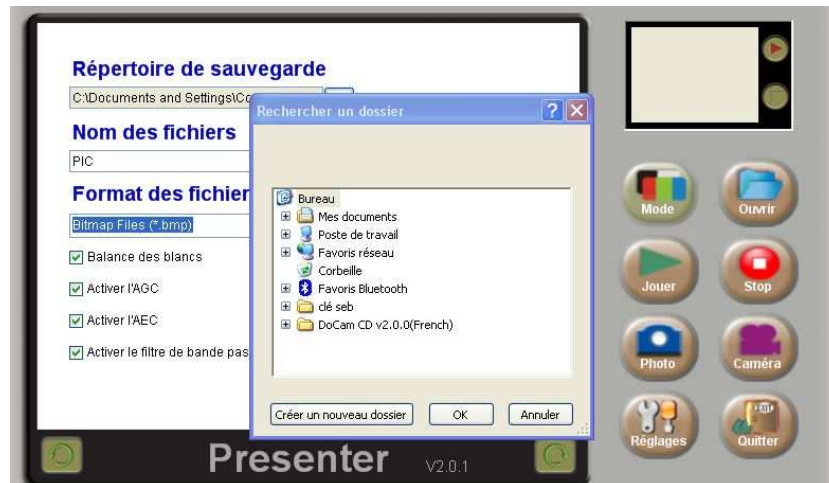 Répertoire de sauvegarde
C:\Documents and Settings\Co
Nom des fichiers
PIC
Format des fichier
Bitmap Files (*.bmp)
Balance des blancs
Activer l'AGC
Activer l'AEC
Activer le filtre de bande pas
Rechercher un dossier
Bureau
Mes documents
Poste de travail
Favoris réseau
Corbeille
Favoris Bluetooth
clé seb
DoCam CD v2.0.0(French)
Créer un nouveau dossier OK Annuler
Mode Ouvrir
Jouer Stop
Photo Caméra
Réglages Quitter
EXIT
Presenter V2.0.1